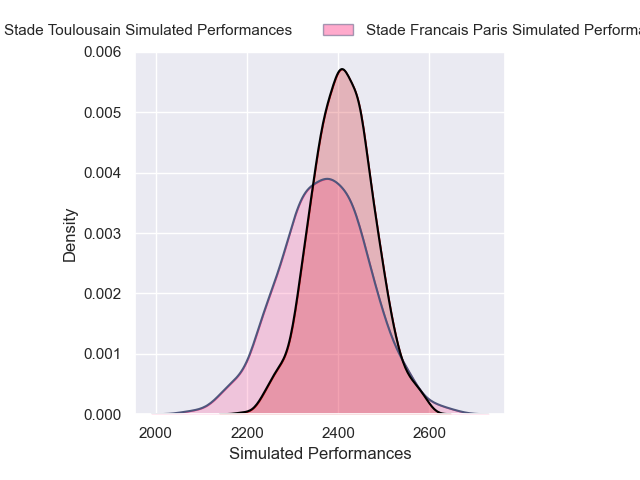 Stade Toulousain Simulated Performances
Stade Francais Paris Simulated Performa
0.006
0.005
0.004
0.003
0.002
0.001
0.000
Density
2000 2200 2400 2600
Simulated Performances